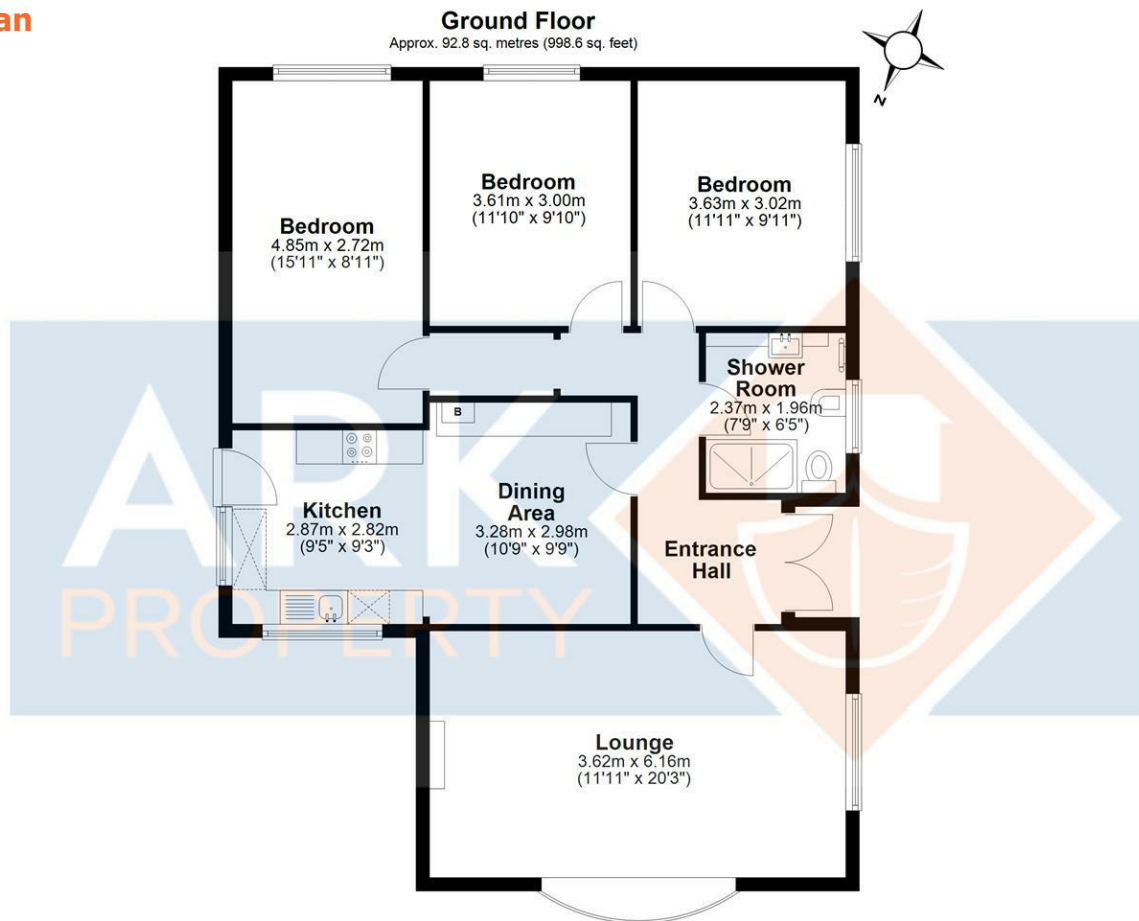 an
Ground Floor
Approx. 92.8 sq. metres (998.6 sq. feet)
N
Bedroom
4.85m x 2.72m
(15'11" x 8'11")
Bedroom
3.61m x 3.00m
(11'10" x 9'10")
Bedroom
3.63m x 3.02m
(11'11" x 9'11")
Shower
Room
2.37m x 1.96m
(7'9" x 6'5")
B
Kitchen
2.87m x 2.82m
(9'5" x 9'3")
Dining
Area
3.28m x 2.98m
(10'9" x 9'9")
Entrance
Hall
Lounge
3.62m x 6.16m
(11'11" x 20'3")
ARK
PROPERTY